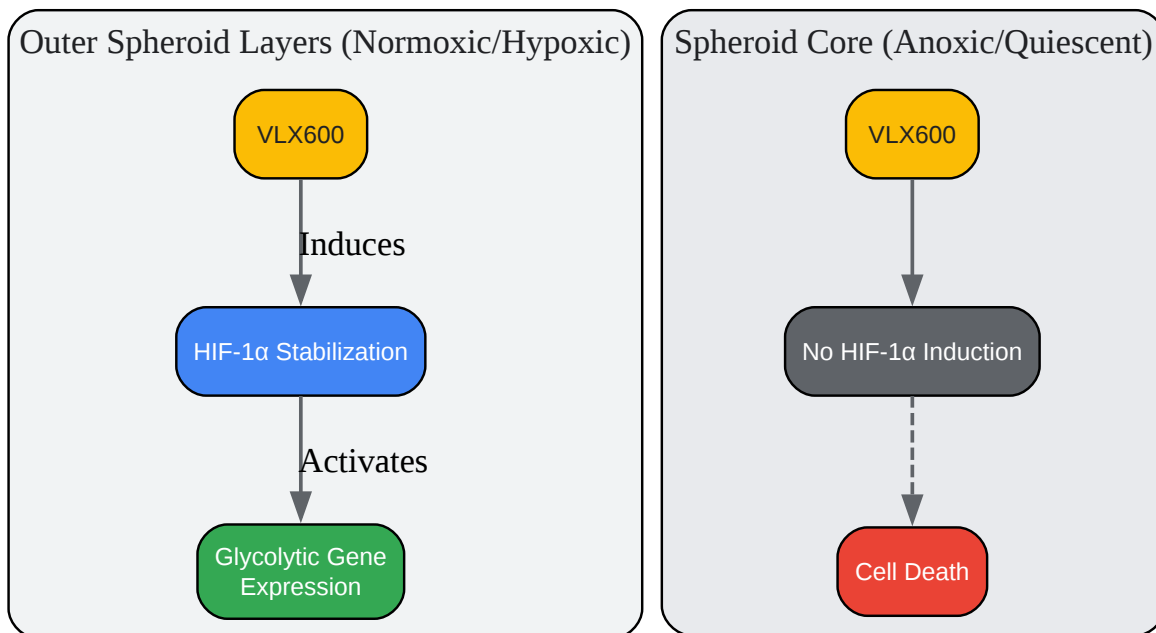 Outer Spheroid Layers (Normoxic/Hypoxic)
VLX600
Induces
HIF-1α Stabilization
Activates
Glycolytic Gene
Expression
Spheroid Core (Anoxic/Quiescent)
VLX600
No HIF-1α Induction
Cell Death